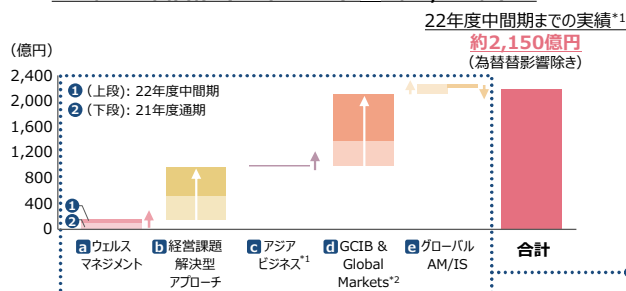 22年度中間期までの実績*1
約2,150億円
(為替替影響除き)
(億円)
2,400
2,000
1,600
1,200
800
400
0
❶ (上段): 22年度中間期
❷ (下段): 21年度通期
❶
❷
a ウェルス
マネジメント
b 経営課題
解決型
アプローチ
c アジア
ビジネス*1
d GCIB &
Global
Markets*2
e グローバル
AM/IS
合計